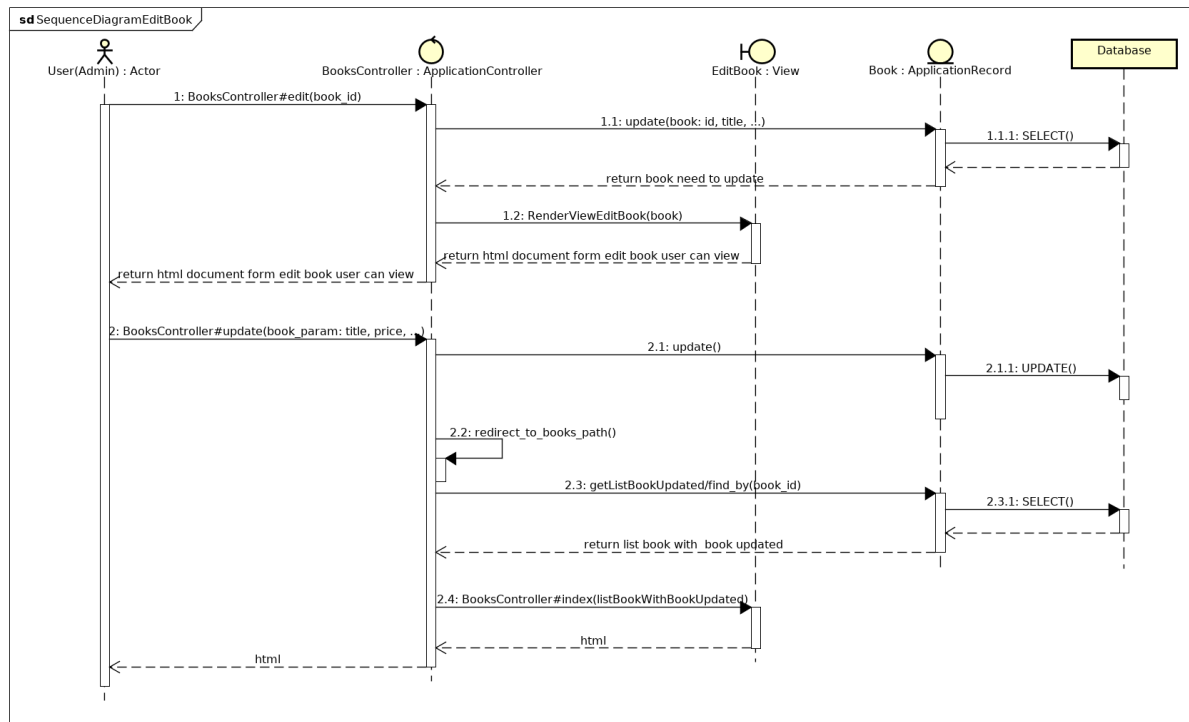 sd SequenceDiagramEditBook
User(Admin) : Actor
BooksController : ApplicationController
EditBook : View
Book : ApplicationRecord
Database
1: BooksController#edit(book_id)
1.1: update(book: id, title, ...)
1.1.1: SELECT()
return book need to update
1.2: RenderViewEditBook(book)
return html document form edit book user can view
return html document form edit book user can view
2: BooksController#update(book_param: title, price, ...)
2.1: update()
2.1.1: UPDATE()
2.2: redirect_to_books_path()
2.3: getListBookUpdated/find_by(book_id)
2.3.1: SELECT()
return list book with  book updated
2.4: BooksController#index(listBookWithBookUpdated)
html
html